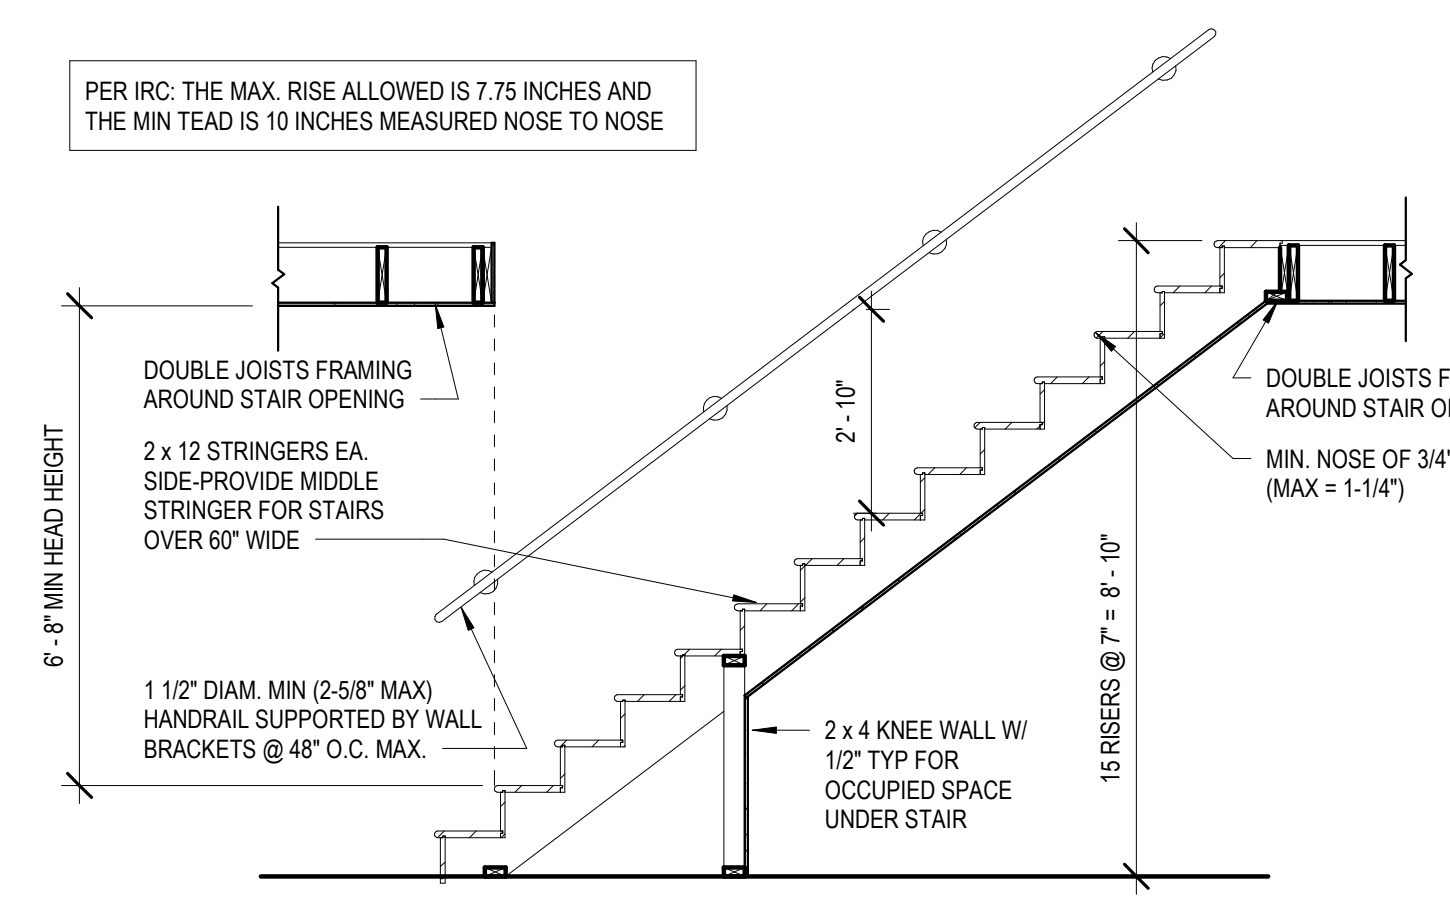 PER IRC: THE MAX. RISE ALLOWED IS 7.75 INCHES AND
THE MIN TEAD IS 10 INCHES MEASURED NOSE TO NOSE
DOUBLE JOISTS FRAMING
AROUND STAIR OPENING
2 x 12 STRINGERS EA.
SIDE-PROVIDE MIDDLE
STRINGER FOR STAIRS
OVER 60" WIDE
6' - 8" MIN HEAD HEIGHT
1 1/2" DIAM. MIN (2-5/8" MAX)
HANDRAIL SUPPORTED BY WALL
BRACKETS @ 48" O.C. MAX.
2' - 10"
2 x 4 KNEE WALL W/
1/2" TYP FOR
OCCUPIED SPACE
UNDER STAIR
15 RISERS @ 7" = 8' - 10"
DOUBLE JOISTS F
AROUND STAIR O
MIN. NOSE OF 3/4"
(MAX = 1-1/4")